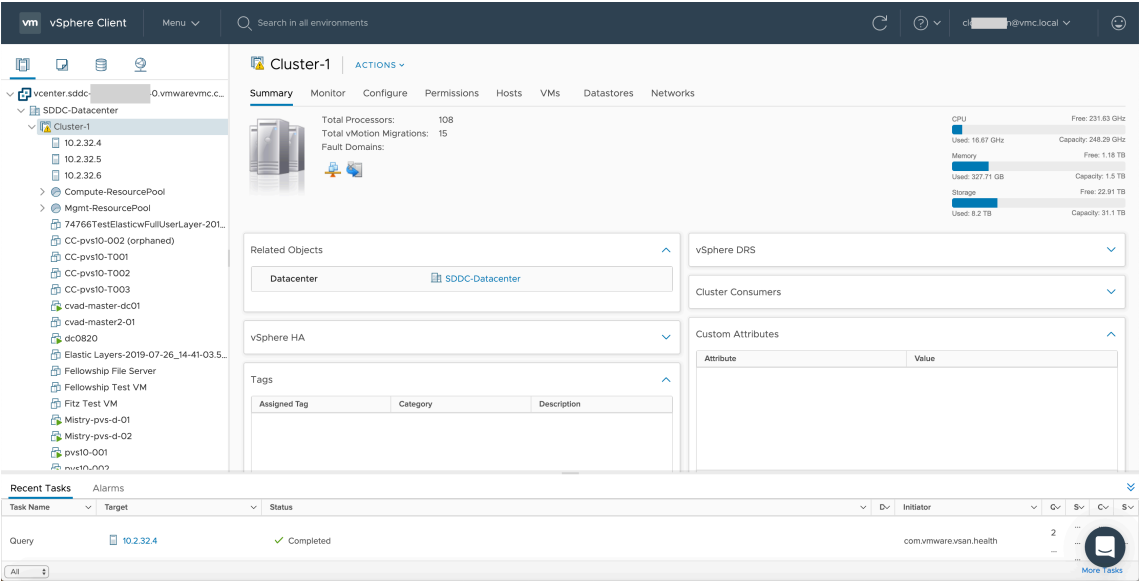 vm vSphere Client Menu Search in all environments cl n@vmc.local
Cluster-1 ACTIONS
Summary Monitor Configure Permissions Hosts VMs Datastores Networks
vcenter.sddc- -0.vmwarevmc.c...
SDDC-Datacenter
Cluster-1
10.2.32.4
10.2.32.5
10.2.32.6
Compute-ResourcePool
Mgmt-ResourcePool
74766TestElasticwFullUserLayer-201...
CC-pvs10-002 (orphaned)
CC-pvs10-T001
CC-pvs10-T002
CC-pvs10-T003
cvad-master-dc01
cvad-master2-01
dc0820
Elastic Layers-2019-07-26_14-41-03.5...
Fellowship File Server
Fellowship Test VM
Fitz Test VM
Mistry-pvs-d-01
Mistry-pvs-d-02
pvs10-001
pvs10-002
Total Processors: 108
Total vMotion Migrations: 15
Fault Domains:
CPU Free: 231.63 GHz
Used: 16.67 GHz Capacity: 248.29 GHz
Memory Free: 1.18 TB
Used: 327.71 GB Capacity: 1.5 TB
Storage Free: 22.91 TB
Used: 8.2 TB Capacity: 31.1 TB
Related Objects
Datacenter SDDC-Datacenter
vSphere HA
Tags
Assigned Tag Category Description
vSphere DRS
Cluster Consumers
Custom Attributes
Attribute Value
Recent Tasks Alarms
Task Name Target Status D Initiator Q S C S
Query 10.2.32.4 Completed com.vmware.vsan.health 2
...
All More Tasks